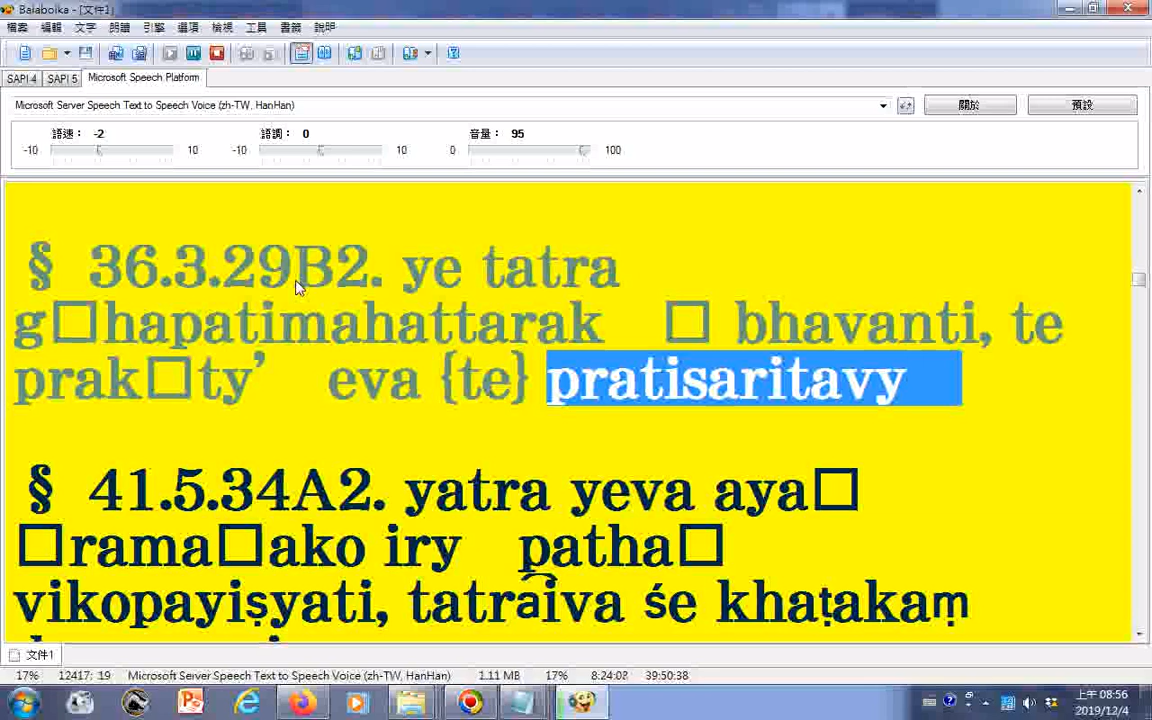 Balabolka - [文件1]
檔案 編輯 文字 朗讀 引擎 選項 檢視 工具 書籤 說明
SAPI 4 SAPI 5 Microsoft Speech Platform
Microsoft Server Speech Text to Speech Voice (zh-TW, HanHan) 關於 預設
語速： -2 語調： 0 音量： 95
-10 10 -10 10 0 100
§ 36.3.29B2. ye tatra
g□hapatimahattarak □ bhavanti, te
prak□ty’ eva {te} pratisaritavy
§ 41.5.34A2. yatra yeva aya□
□rama□ako iry patha□
vikopayiṣyati, tatra͡iva śe khaṭakaṃ
文件1
17% 12417: 19 Microsoft Server Speech Text to Speech Voice (zh-TW, HanHan) 1.11 MB 17% 8:24:02 39:50:38
上午 08:56
2019/12/4